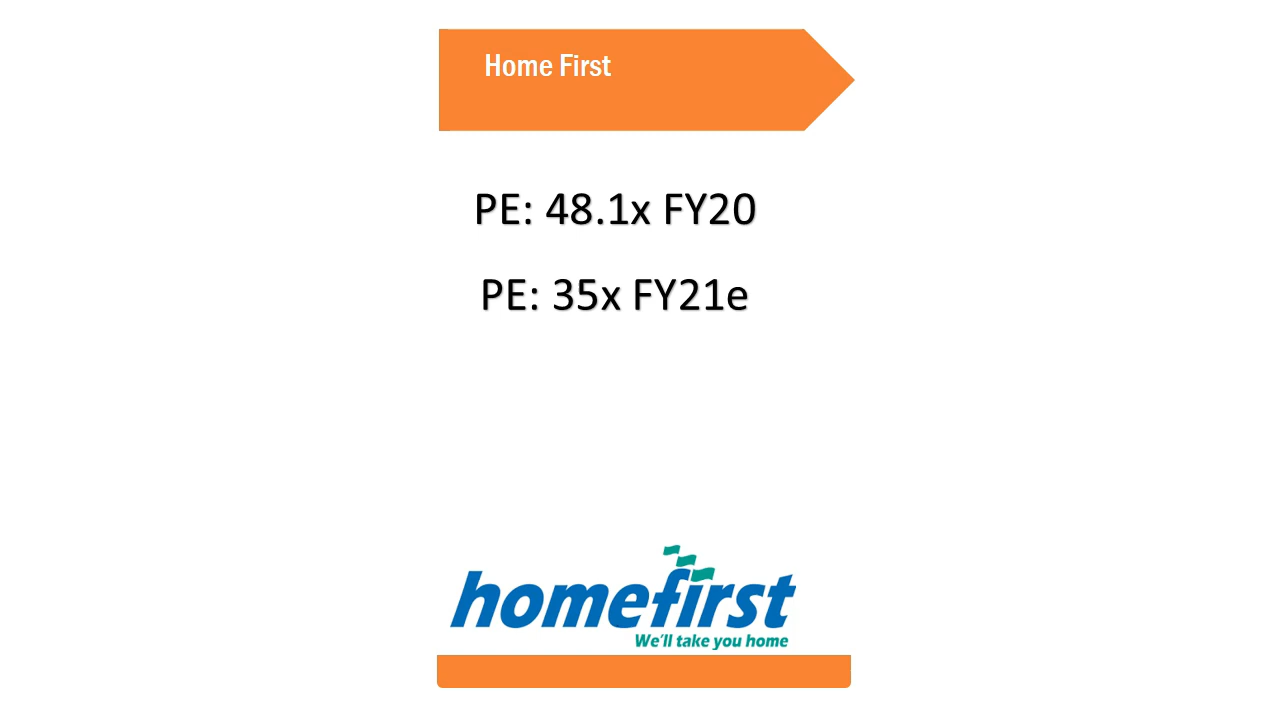 Home First
PE: 48.1x FY20
PE: 35x FY21e
homefirst
We'll take you home